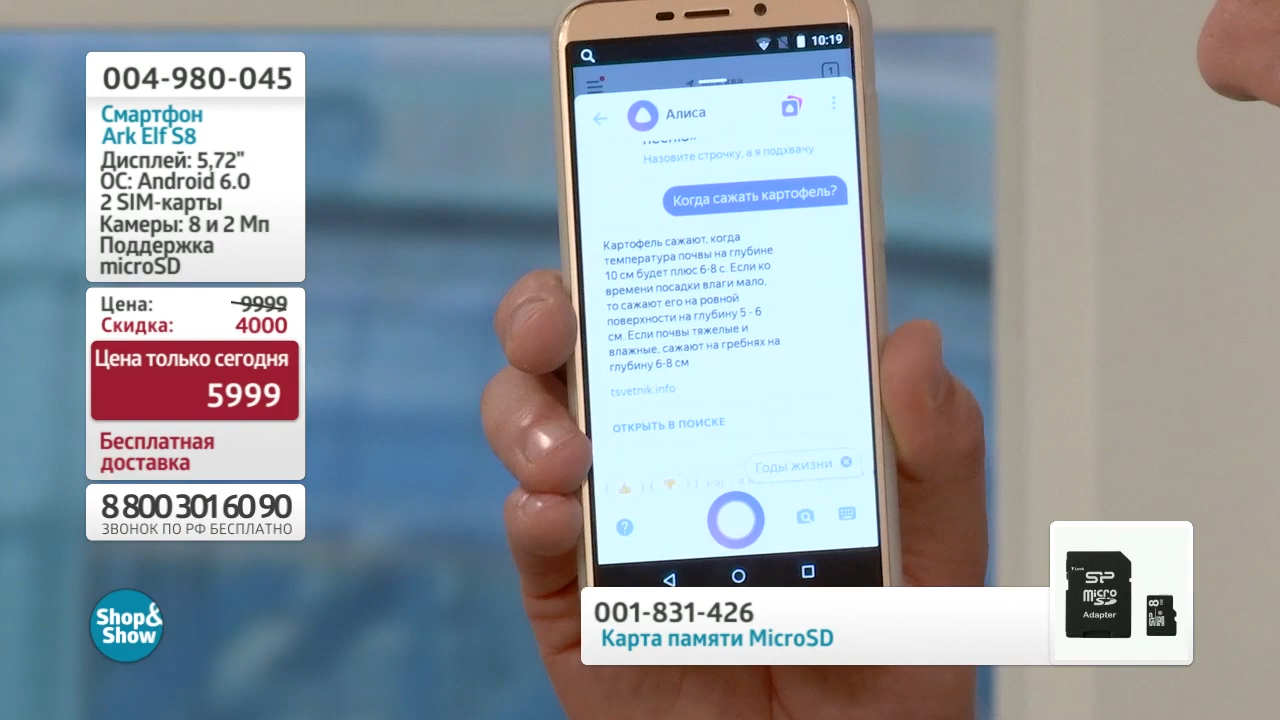 004-980-045
Смартфон
Ark Elf S8
Дисплей: 5,72"
ОС: Android 6.0
2 SIM-карты
Камеры: 8 и 2 Мп
Поддержка
microSD
Цена: 9999
Скидка: 4000
Цена только сегодня
5999
Бесплатная
доставка
8 800 301 60 90
ЗВОНОК ПО РФ БЕСПЛАТНО
Shop&
Show
10:19
1
Алиса
Назовите строчку, а я подхвачу
Когда сажать картофель?
Картофель сажают, когда
температура почвы на глубине
10 см будет плюс 6-8 с. Если ко
времени посадки влаги мало,
то сажают его на ровной
поверхности на глубину 5 - 6
см. Если почвы тяжелые и
влажные, сажают на гребнях на
глубину 6-8 см
tsvetnik.info
ОТКРЫТЬ В ПОИСКЕ
Годы жизни
?
001-831-426
Карта памяти MicroSD
Lock
SP
Micro
SD
Adapter
8